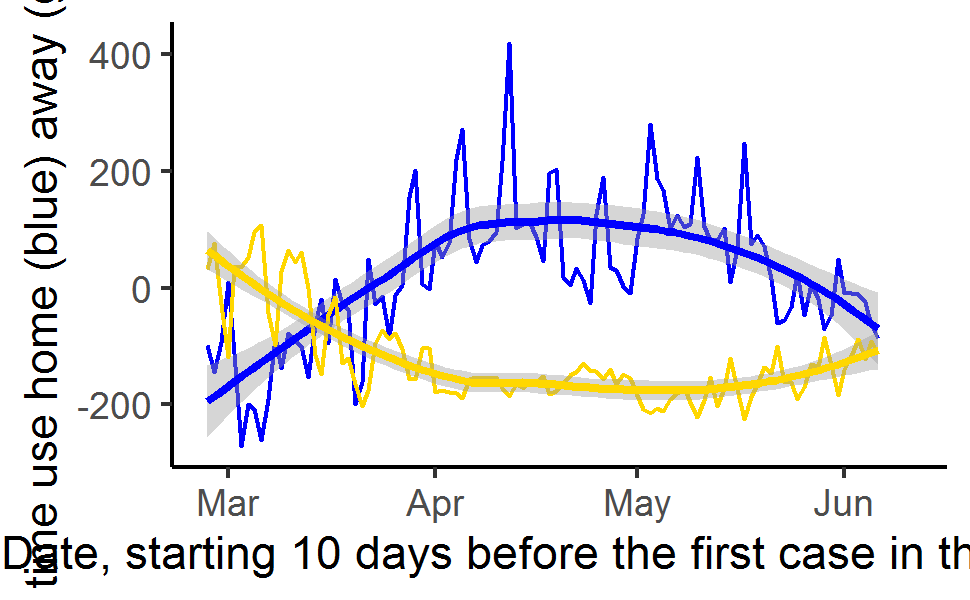 time use home (blue) away (
400
200
0
-200
Mar Apr May Jun
Date, starting 10 days before the first case in